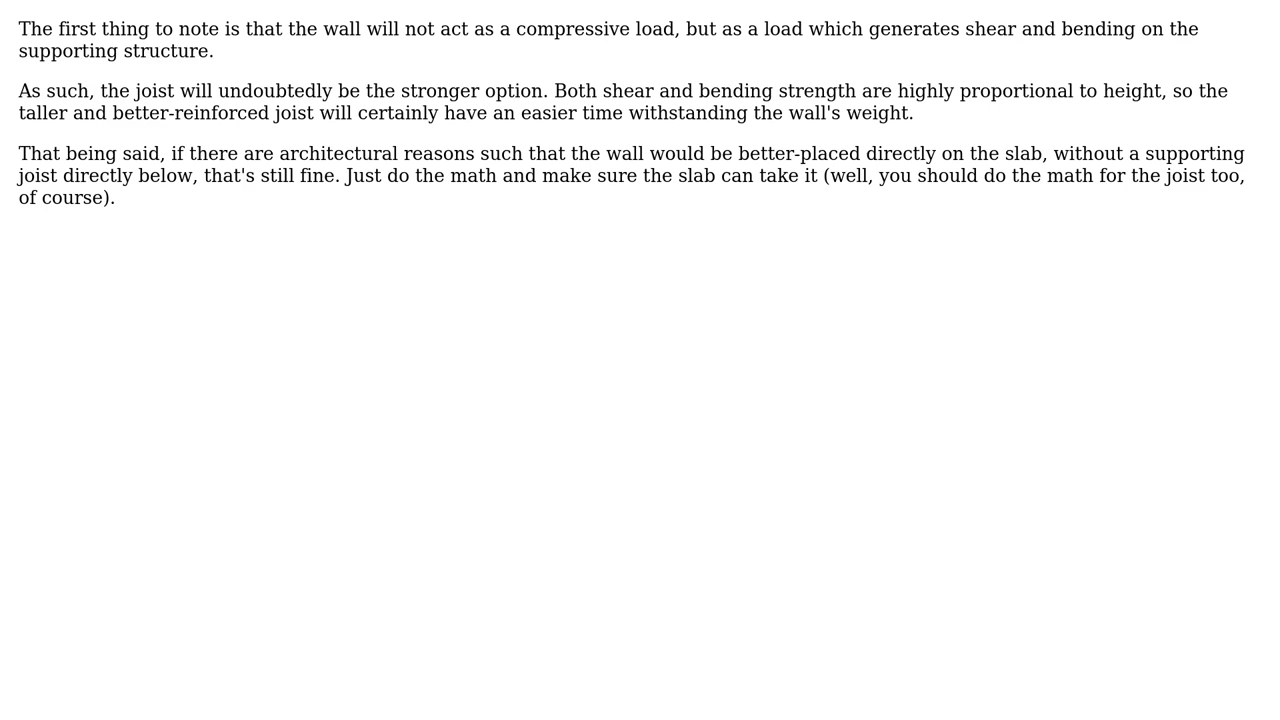 The first thing to note is that the wall will not act as a compressive load, but as a load which generates shear and bending on the
supporting structure.
As such, the joist will undoubtedly be the stronger option. Both shear and bending strength are highly proportional to height, so the
taller and better-reinforced joist will certainly have an easier time withstanding the wall's weight.
That being said, if there are architectural reasons such that the wall would be better-placed directly on the slab, without a supporting
joist directly below, that's still fine. Just do the math and make sure the slab can take it (well, you should do the math for the joist too,
of course).